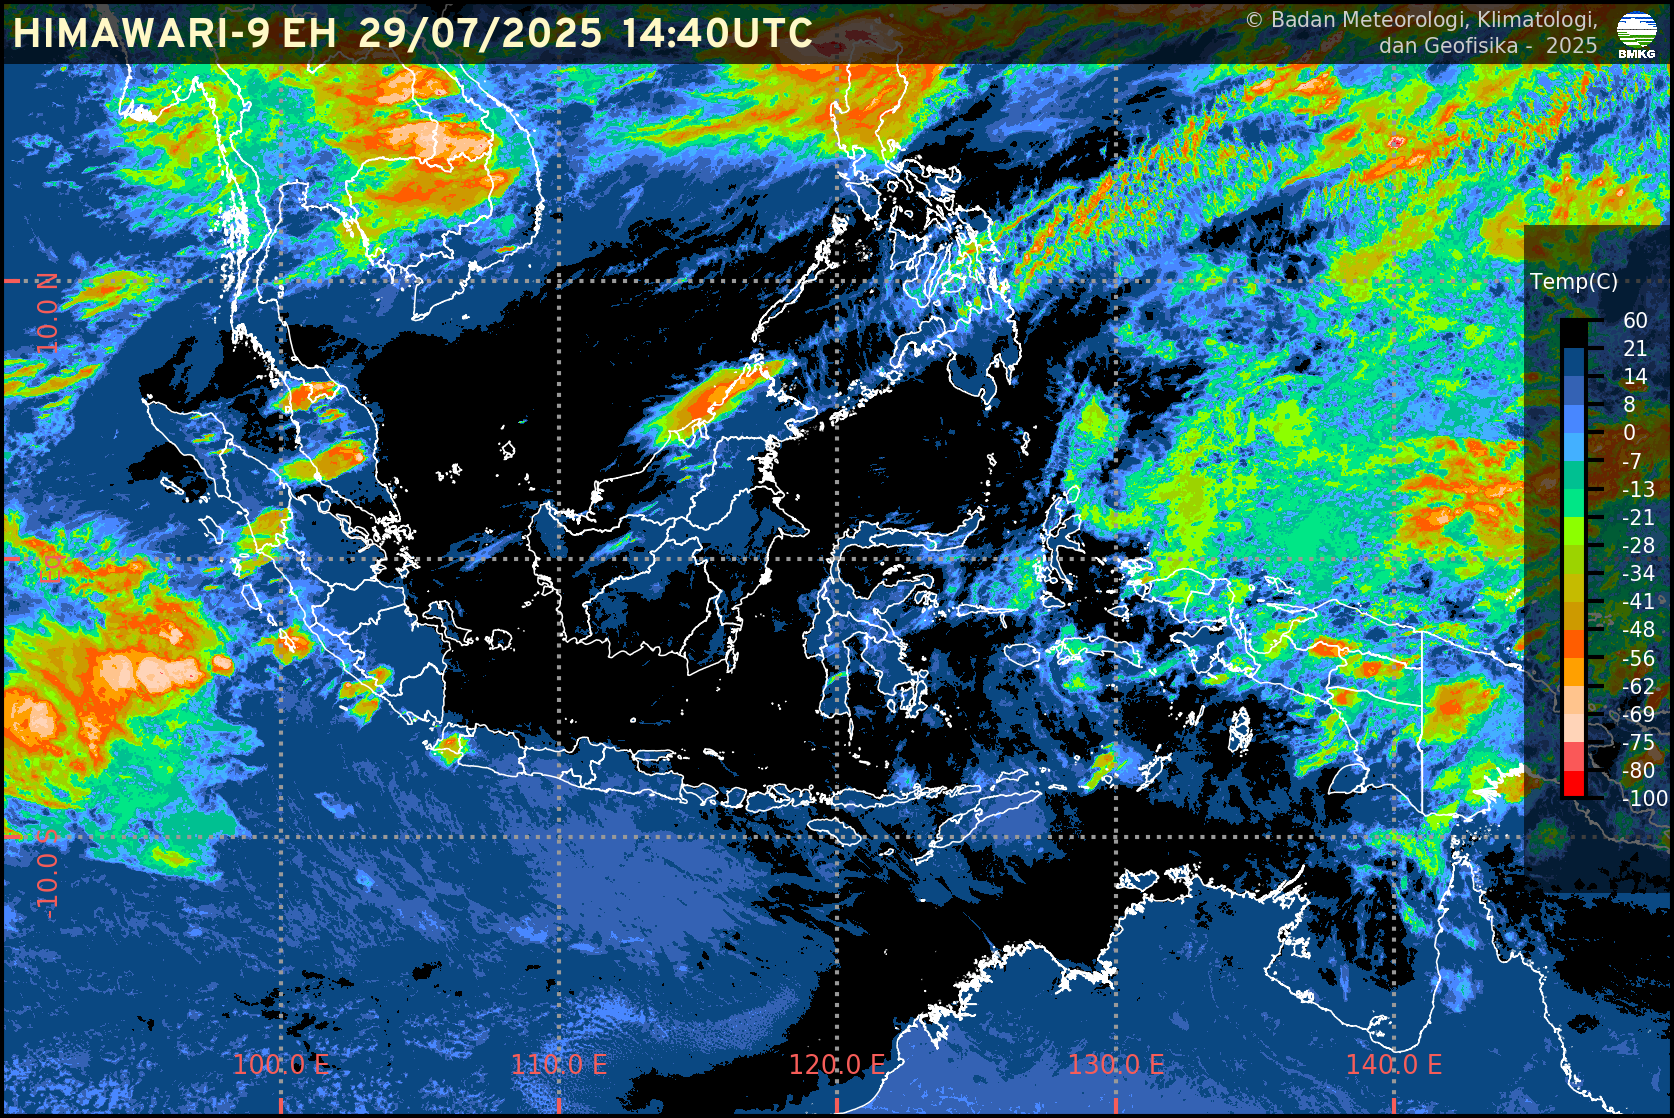 HIMAWARI-9 EH 29/07/2025 14:40UTC
© Badan Meteorologi, Klimatologi,
dan Geofisika - 2025
BMKG
10.0 N
EQ
-10.0 S
100.0 E
110.0 E
120.0 E
130.0 E
140.0 E
Temp(C)
60
21
14
8
0
-7
-13
-21
-28
-34
-41
-48
-56
-62
-69
-75
-80
-100